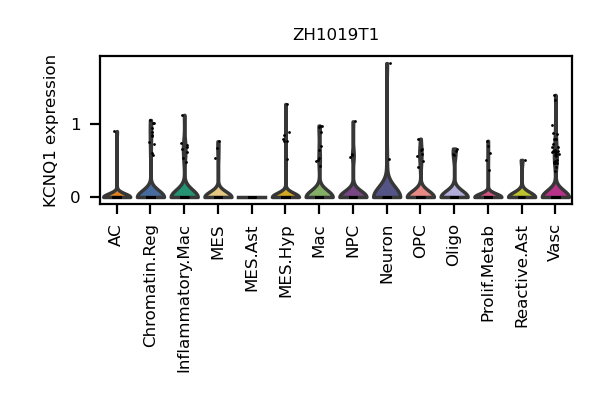 ZH1019T1
KCNQ1 expression
1
0
AC
Chromatin.Reg
Inflammatory.Mac
MES
MES.Ast
MES.Hyp
Mac
NPC
Neuron
OPC
Oligo
Prolif.Metab
Reactive.Ast
Vasc